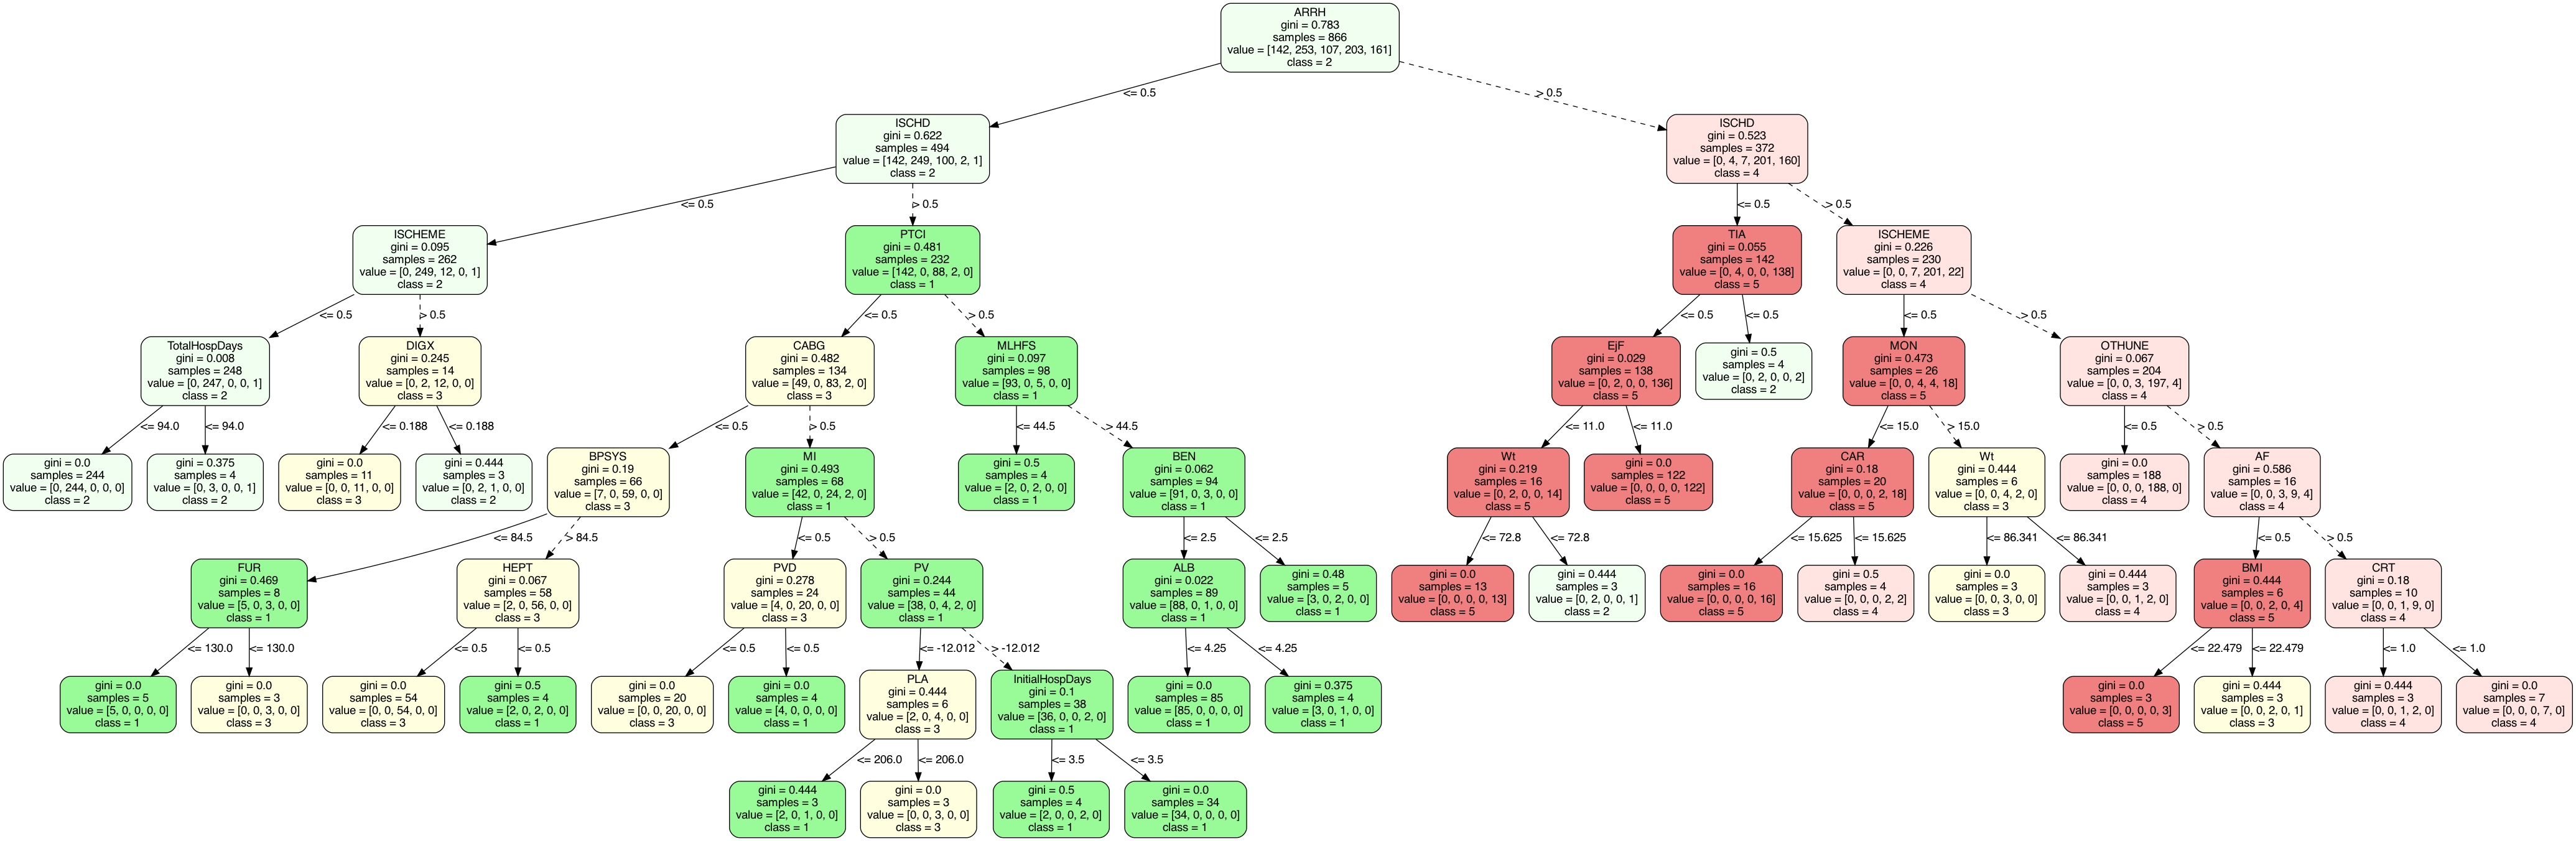 ARRH
gini = 0.783
samples = 866
value = [142, 253, 107, 203, 161]
class = 2
<= 0.5
> 0.5
ISCHD
gini = 0.622
samples = 494
value = [142, 249, 100, 2, 1]
class = 2
ISCHD
gini = 0.523
samples = 372
value = [0, 4, 7, 201, 160]
class = 4
<= 0.5
> 0.5
<= 0.5
> 0.5
ISCHEME
gini = 0.095
samples = 262
value = [0, 249, 12, 0, 1]
class = 2
PTCI
gini = 0.481
samples = 232
value = [142, 0, 88, 2, 0]
class = 1
TIA
gini = 0.055
samples = 142
value = [0, 4, 0, 0, 138]
class = 5
ISCHEME
gini = 0.226
samples = 230
value = [0, 0, 7, 201, 22]
class = 4
<= 0.5
> 0.5
<= 0.5
> 0.5
<= 0.5
<= 0.5
<= 0.5
> 0.5
TotalHospDays
gini = 0.008
samples = 248
value = [0, 247, 0, 0, 1]
class = 2
DIGX
gini = 0.245
samples = 14
value = [0, 2, 12, 0, 0]
class = 3
CABG
gini = 0.482
samples = 134
value = [49, 0, 83, 2, 0]
class = 3
MLHFS
gini = 0.097
samples = 98
value = [93, 0, 5, 0, 0]
class = 1
EjF
gini = 0.029
samples = 138
value = [0, 2, 0, 0, 136]
class = 5
gini = 0.5
samples = 4
value = [0, 2, 0, 0, 2]
class = 2
MON
gini = 0.473
samples = 26
value = [0, 0, 4, 4, 18]
class = 5
OTHUNE
gini = 0.067
samples = 204
value = [0, 0, 3, 197, 4]
class = 4
<= 94.0
<= 94.0
<= 0.188
<= 0.188
<= 0.5
> 0.5
<= 44.5
> 44.5
<= 11.0
<= 11.0
<= 15.0
> 15.0
<= 0.5
> 0.5
gini = 0.0
samples = 244
value = [0, 244, 0, 0, 0]
class = 2
gini = 0.375
samples = 4
value = [0, 3, 0, 0, 1]
class = 2
gini = 0.0
samples = 11
value = [0, 0, 11, 0, 0]
class = 3
gini = 0.444
samples = 3
value = [0, 2, 1, 0, 0]
class = 2
BPSYS
gini = 0.19
samples = 66
value = [7, 0, 59, 0, 0]
class = 3
MI
gini = 0.493
samples = 68
value = [42, 0, 24, 2, 0]
class = 1
gini = 0.5
samples = 4
value = [2, 0, 2, 0, 0]
class = 1
BEN
gini = 0.062
samples = 94
value = [91, 0, 3, 0, 0]
class = 1
Wt
gini = 0.219
samples = 16
value = [0, 2, 0, 0, 14]
class = 5
gini = 0.0
samples = 122
value = [0, 0, 0, 0, 122]
class = 5
CAR
gini = 0.18
samples = 20
value = [0, 0, 0, 2, 18]
class = 5
Wt
gini = 0.444
samples = 6
value = [0, 0, 4, 2, 0]
class = 3
gini = 0.0
samples = 188
value = [0, 0, 0, 188, 0]
class = 4
AF
gini = 0.586
samples = 16
value = [0, 0, 3, 9, 4]
class = 4
<= 84.5
> 84.5
<= 0.5
> 0.5
<= 2.5
<= 2.5
<= 72.8
<= 72.8
<= 15.625
<= 15.625
<= 86.341
<= 86.341
<= 0.5
> 0.5
FUR
gini = 0.469
samples = 8
value = [5, 0, 3, 0, 0]
class = 1
HEPT
gini = 0.067
samples = 58
value = [2, 0, 56, 0, 0]
class = 3
PVD
gini = 0.278
samples = 24
value = [4, 0, 20, 0, 0]
class = 3
PV
gini = 0.244
samples = 44
value = [38, 0, 4, 2, 0]
class = 1
ALB
gini = 0.022
samples = 89
value = [88, 0, 1, 0, 0]
class = 1
gini = 0.48
samples = 5
value = [3, 0, 2, 0, 0]
class = 1
gini = 0.0
samples = 13
value = [0, 0, 0, 0, 13]
class = 5
gini = 0.444
samples = 3
value = [0, 2, 0, 0, 1]
class = 2
gini = 0.0
samples = 16
value = [0, 0, 0, 0, 16]
class = 5
gini = 0.5
samples = 4
value = [0, 0, 0, 2, 2]
class = 4
gini = 0.0
samples = 3
value = [0, 0, 3, 0, 0]
class = 3
gini = 0.444
samples = 3
value = [0, 0, 1, 2, 0]
class = 4
BMI
gini = 0.444
samples = 6
value = [0, 0, 2, 0, 4]
class = 5
CRT
gini = 0.18
samples = 10
value = [0, 0, 1, 9, 0]
class = 4
<= 130.0
<= 130.0
<= 0.5
<= 0.5
<= 0.5
<= 0.5
<= -12.012
> -12.012
<= 4.25
<= 4.25
<= 22.479
<= 22.479
<= 1.0
<= 1.0
gini = 0.0
samples = 5
value = [5, 0, 0, 0, 0]
class = 1
gini = 0.0
samples = 3
value = [0, 0, 3, 0, 0]
class = 3
gini = 0.0
samples = 54
value = [0, 0, 54, 0, 0]
class = 3
gini = 0.5
samples = 4
value = [2, 0, 2, 0, 0]
class = 1
gini = 0.0
samples = 20
value = [0, 0, 20, 0, 0]
class = 3
gini = 0.0
samples = 4
value = [4, 0, 0, 0, 0]
class = 1
PLA
gini = 0.444
samples = 6
value = [2, 0, 4, 0, 0]
class = 3
InitialHospDays
gini = 0.1
samples = 38
value = [36, 0, 0, 2, 0]
class = 1
gini = 0.0
samples = 85
value = [85, 0, 0, 0, 0]
class = 1
gini = 0.375
samples = 4
value = [3, 0, 1, 0, 0]
class = 1
gini = 0.0
samples = 3
value = [0, 0, 0, 0, 3]
class = 5
gini = 0.444
samples = 3
value = [0, 0, 2, 0, 1]
class = 3
gini = 0.444
samples = 3
value = [0, 0, 1, 2, 0]
class = 4
gini = 0.0
samples = 7
value = [0, 0, 0, 7, 0]
class = 4
<= 206.0
<= 206.0
<= 3.5
<= 3.5
gini = 0.444
samples = 3
value = [2, 0, 1, 0, 0]
class = 1
gini = 0.0
samples = 3
value = [0, 0, 3, 0, 0]
class = 3
gini = 0.5
samples = 4
value = [2, 0, 0, 2, 0]
class = 1
gini = 0.0
samples = 34
value = [34, 0, 0, 0, 0]
class = 1